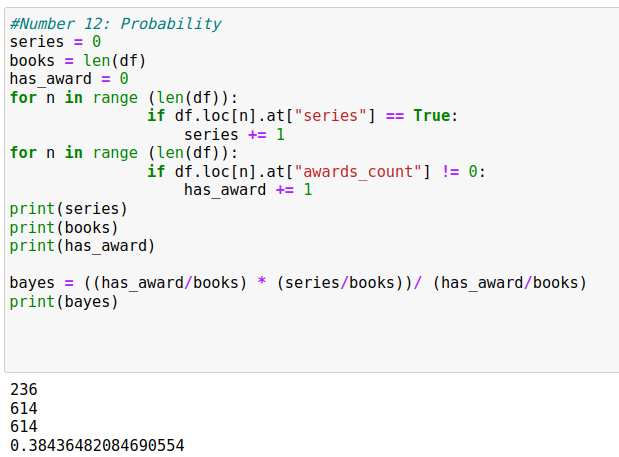 #Number 12: Probability
series = 0
books = len(df)
has_award = 0
for n in range (len(df)):
if df.loc[n].at["series"] == True:
series += 1
for n in range (len(df)):
if df.loc[n].at["awards_count"] != 0:
has_award += 1
print(series)
print(books)
print(has_award)
bayes = ((has_award/books) * (series/books))/ (has_award/books)
print(bayes)
236
614
614
0.38436482084690554